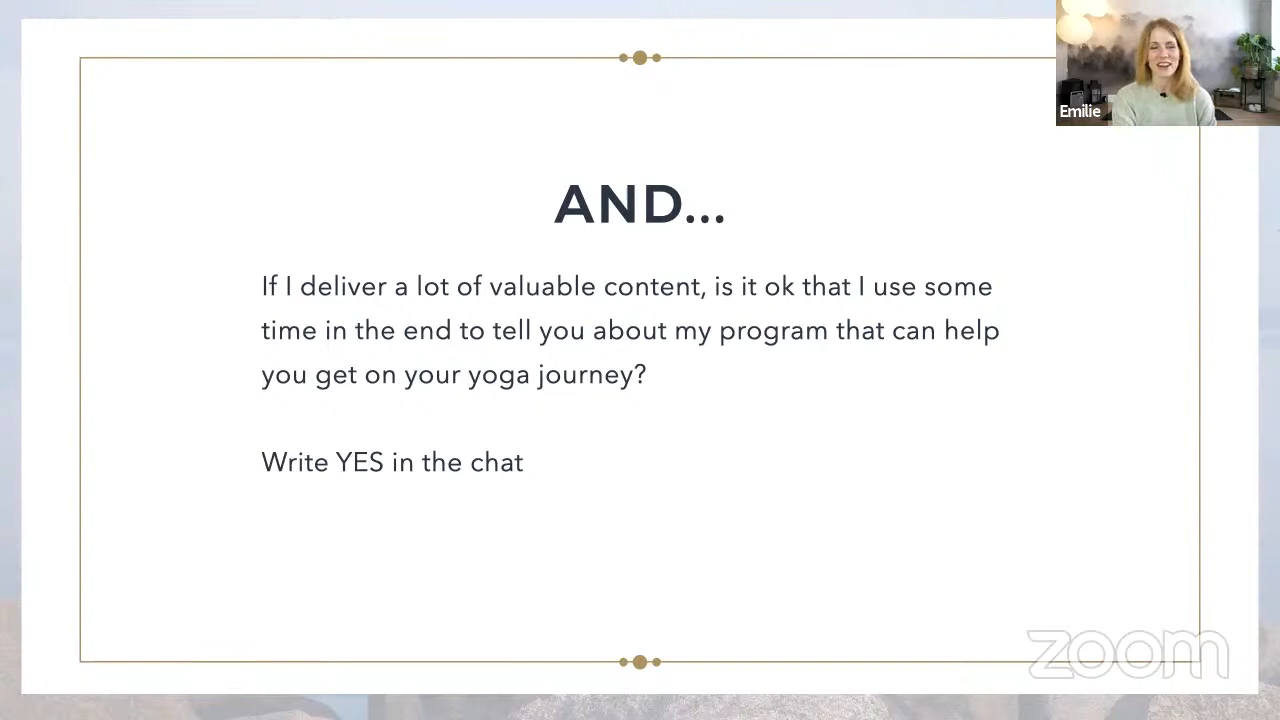 Emilie
AND...
If I deliver a lot of valuable content, is it ok that I use some
time in the end to tell you about my program that can help
you get on your yoga journey?
Write YES in the chat
zoom